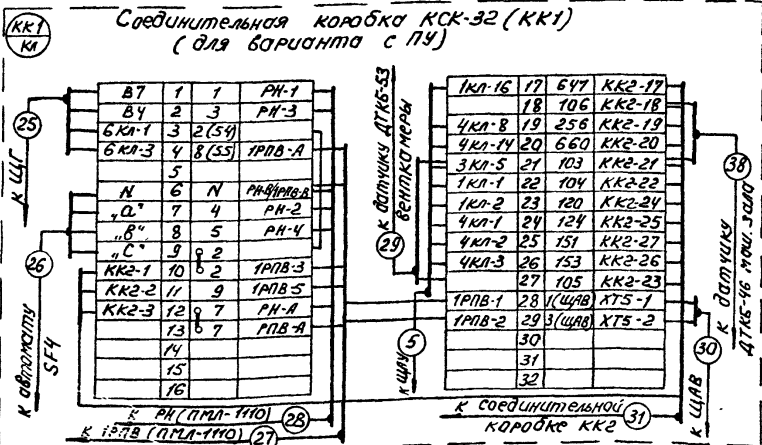 КК1
КЛ
Соединительная коробка КСК-32 (КК1)
(для варианта с ПУ)
В7 1 1 РН-1
В4 2 3 РН-3
6КЛ-1 3 2(54)
6КЛ-3 4 8(55) 1РПВ-А
5
N 6 N РН-В/1РПВ-В
„а" 7 4 РН-2
„В" 8 5 РН-4
„С" 9 2
КК2-1 10 2 1РПВ-3
КК2-2 11 9 1РПВ-5
КК2-3 12 7 РН-А
13 7 РПВ-А
14
15
16
25
к ЩГ
26
к автомату
SF4
к РН (ПМЛ-1110) 28
к 1РПВ (ПМЛ-1110) 27
к датчику ДТКБ-53
венткамеры
29
1КЛ-16 17 647 КК2-17
18 106 КК2-18
4КЛ-8 19 256 КК2-19
4КЛ-14 20 660 КК2-20
3КЛ-5 21 103 КК2-21
1КЛ-1 22 104 КК2-22
1КЛ-2 23 120 КК2-24
4КЛ-1 24 124 КК2-25
4КЛ-2 25 151 КК2-27
4КЛ-3 26 153 КК2-26
27 105 КК2-23
1РПВ-1 28 1(ЩАВ) ХТ5-1
1РПВ-2 29 3(ЩАВ) ХТ5-2
30
31
32
5
к ЩАУ
38
к датчику
ДТКБ-46 маш. зала
30
к ЩАВ
к соединительной
коробке КК2
31